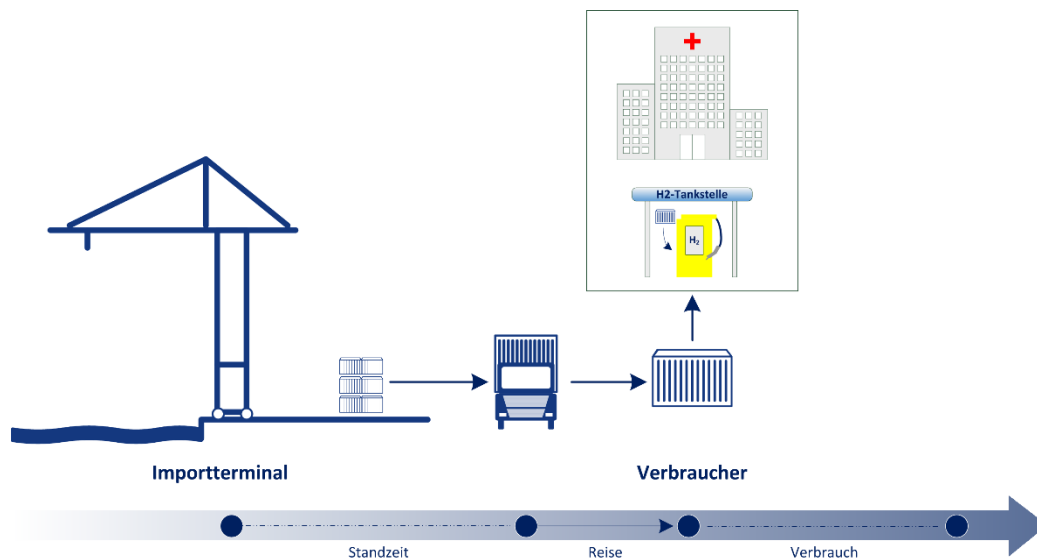 H2-Tankstelle
H₂
Importterminal
Verbraucher
Standzeit
Reise
Verbrauch